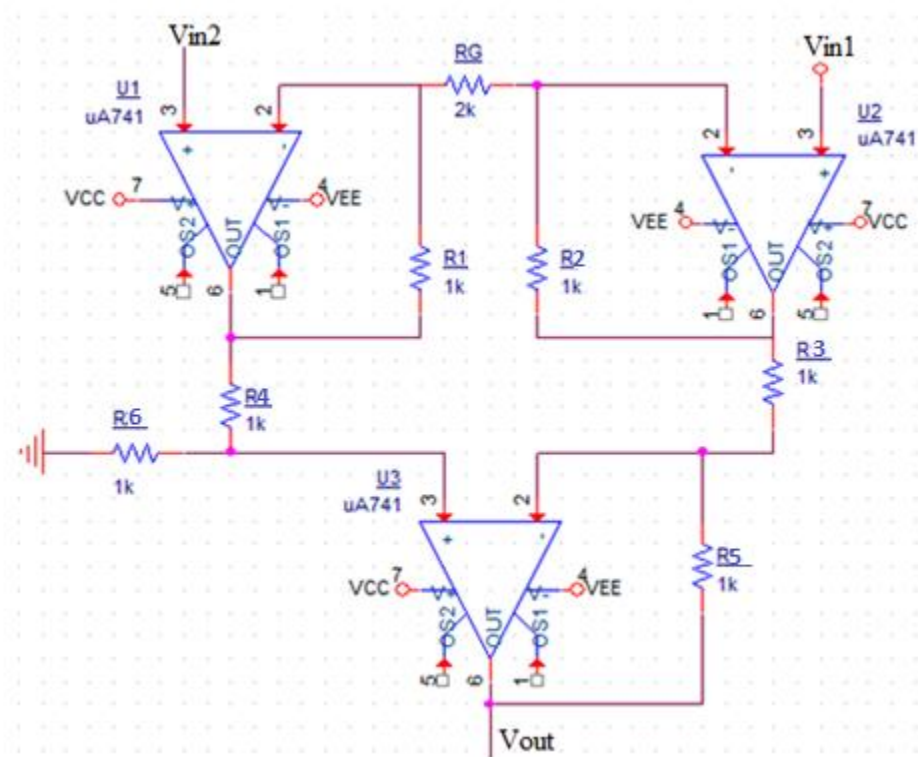 Vin2
RG
2k
Vin1
U1
uA741
3
2
+
-
VCC
7
4
VEE
OS2
OUT
OS1
5
6
1
R1
1k
R2
1k
U2
uA741
2
3
-
+
VEE
4
7
VCC
OS1
OUT
OS2
1
6
5
R3
1k
R4
1k
R6
1k
U3
uA741
3
2
+
-
VCC
7
4
VEE
OS2
OUT
OS1
5
6
1
R5
1k
Vout